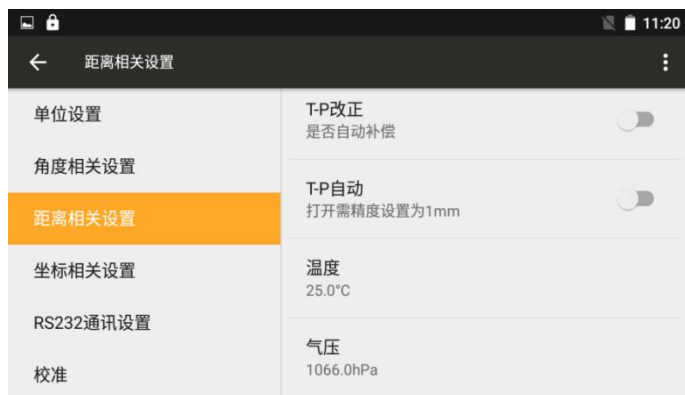 11:20
距离相关设置
单位设置
角度相关设置
距离相关设置
坐标相关设置
RS232通讯设置
校准
T-P改正
是否自动补偿
T-P自动
打开需精度设置为1mm
温度
25.0°C
气压
1066.0hPa